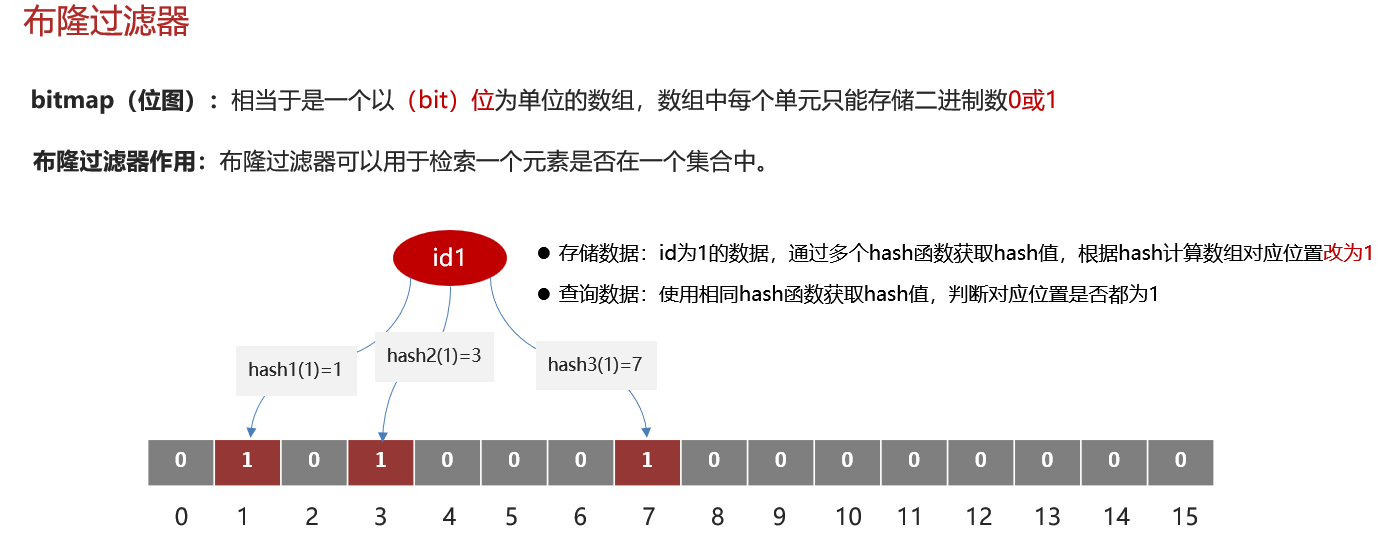 布隆过滤器
bitmap（位图）：相当于是一个以（bit）位为单位的数组，数组中每个单元只能存储二进制数0或1
布隆过滤器作用：布隆过滤器可以用于检索一个元素是否在一个集合中。
id1
● 存储数据：id为1的数据，通过多个hash函数获取hash值，根据hash计算数组对应位置改为1
● 查询数据：使用相同hash函数获取hash值，判断对应位置是否都为1
hash1(1)=1
hash2(1)=3
hash3(1)=7
0 1 0 1 0 0 0 1 0 0 0 0 0 0 0 0
0 1 2 3 4 5 6 7 8 9 10 11 12 13 14 15